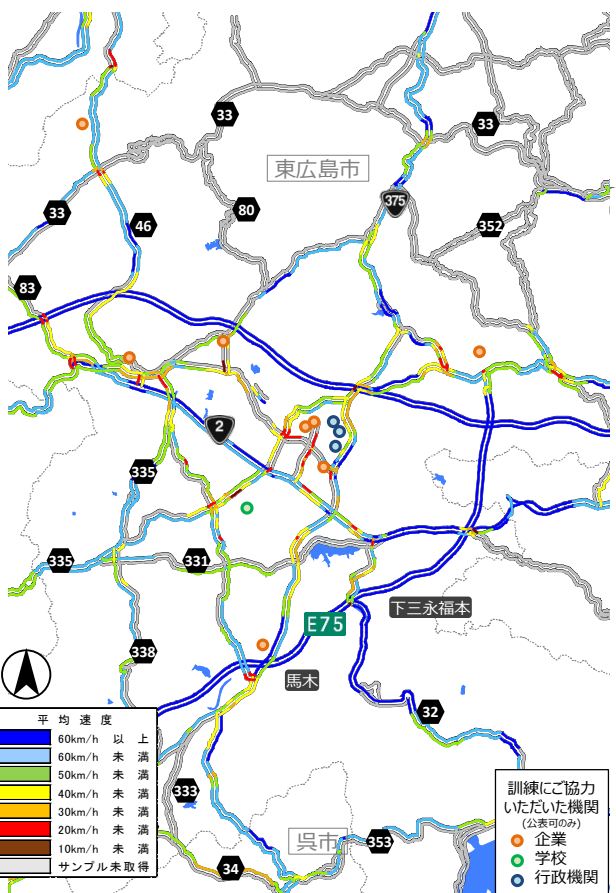 33
33
東広島市
375
33
46
80
352
83
2
335
335
331
下三永福本
E75
338
馬木
32
平均速度
60km/h 以上
60km/h 未満
50km/h 未満
40km/h 未満
30km/h 未満
20km/h 未満
10km/h 未満
サンプル未取得
333
呉市
353
34
訓練にご協力
いただいた機関
(公表可のみ)
企業
学校
行政機関